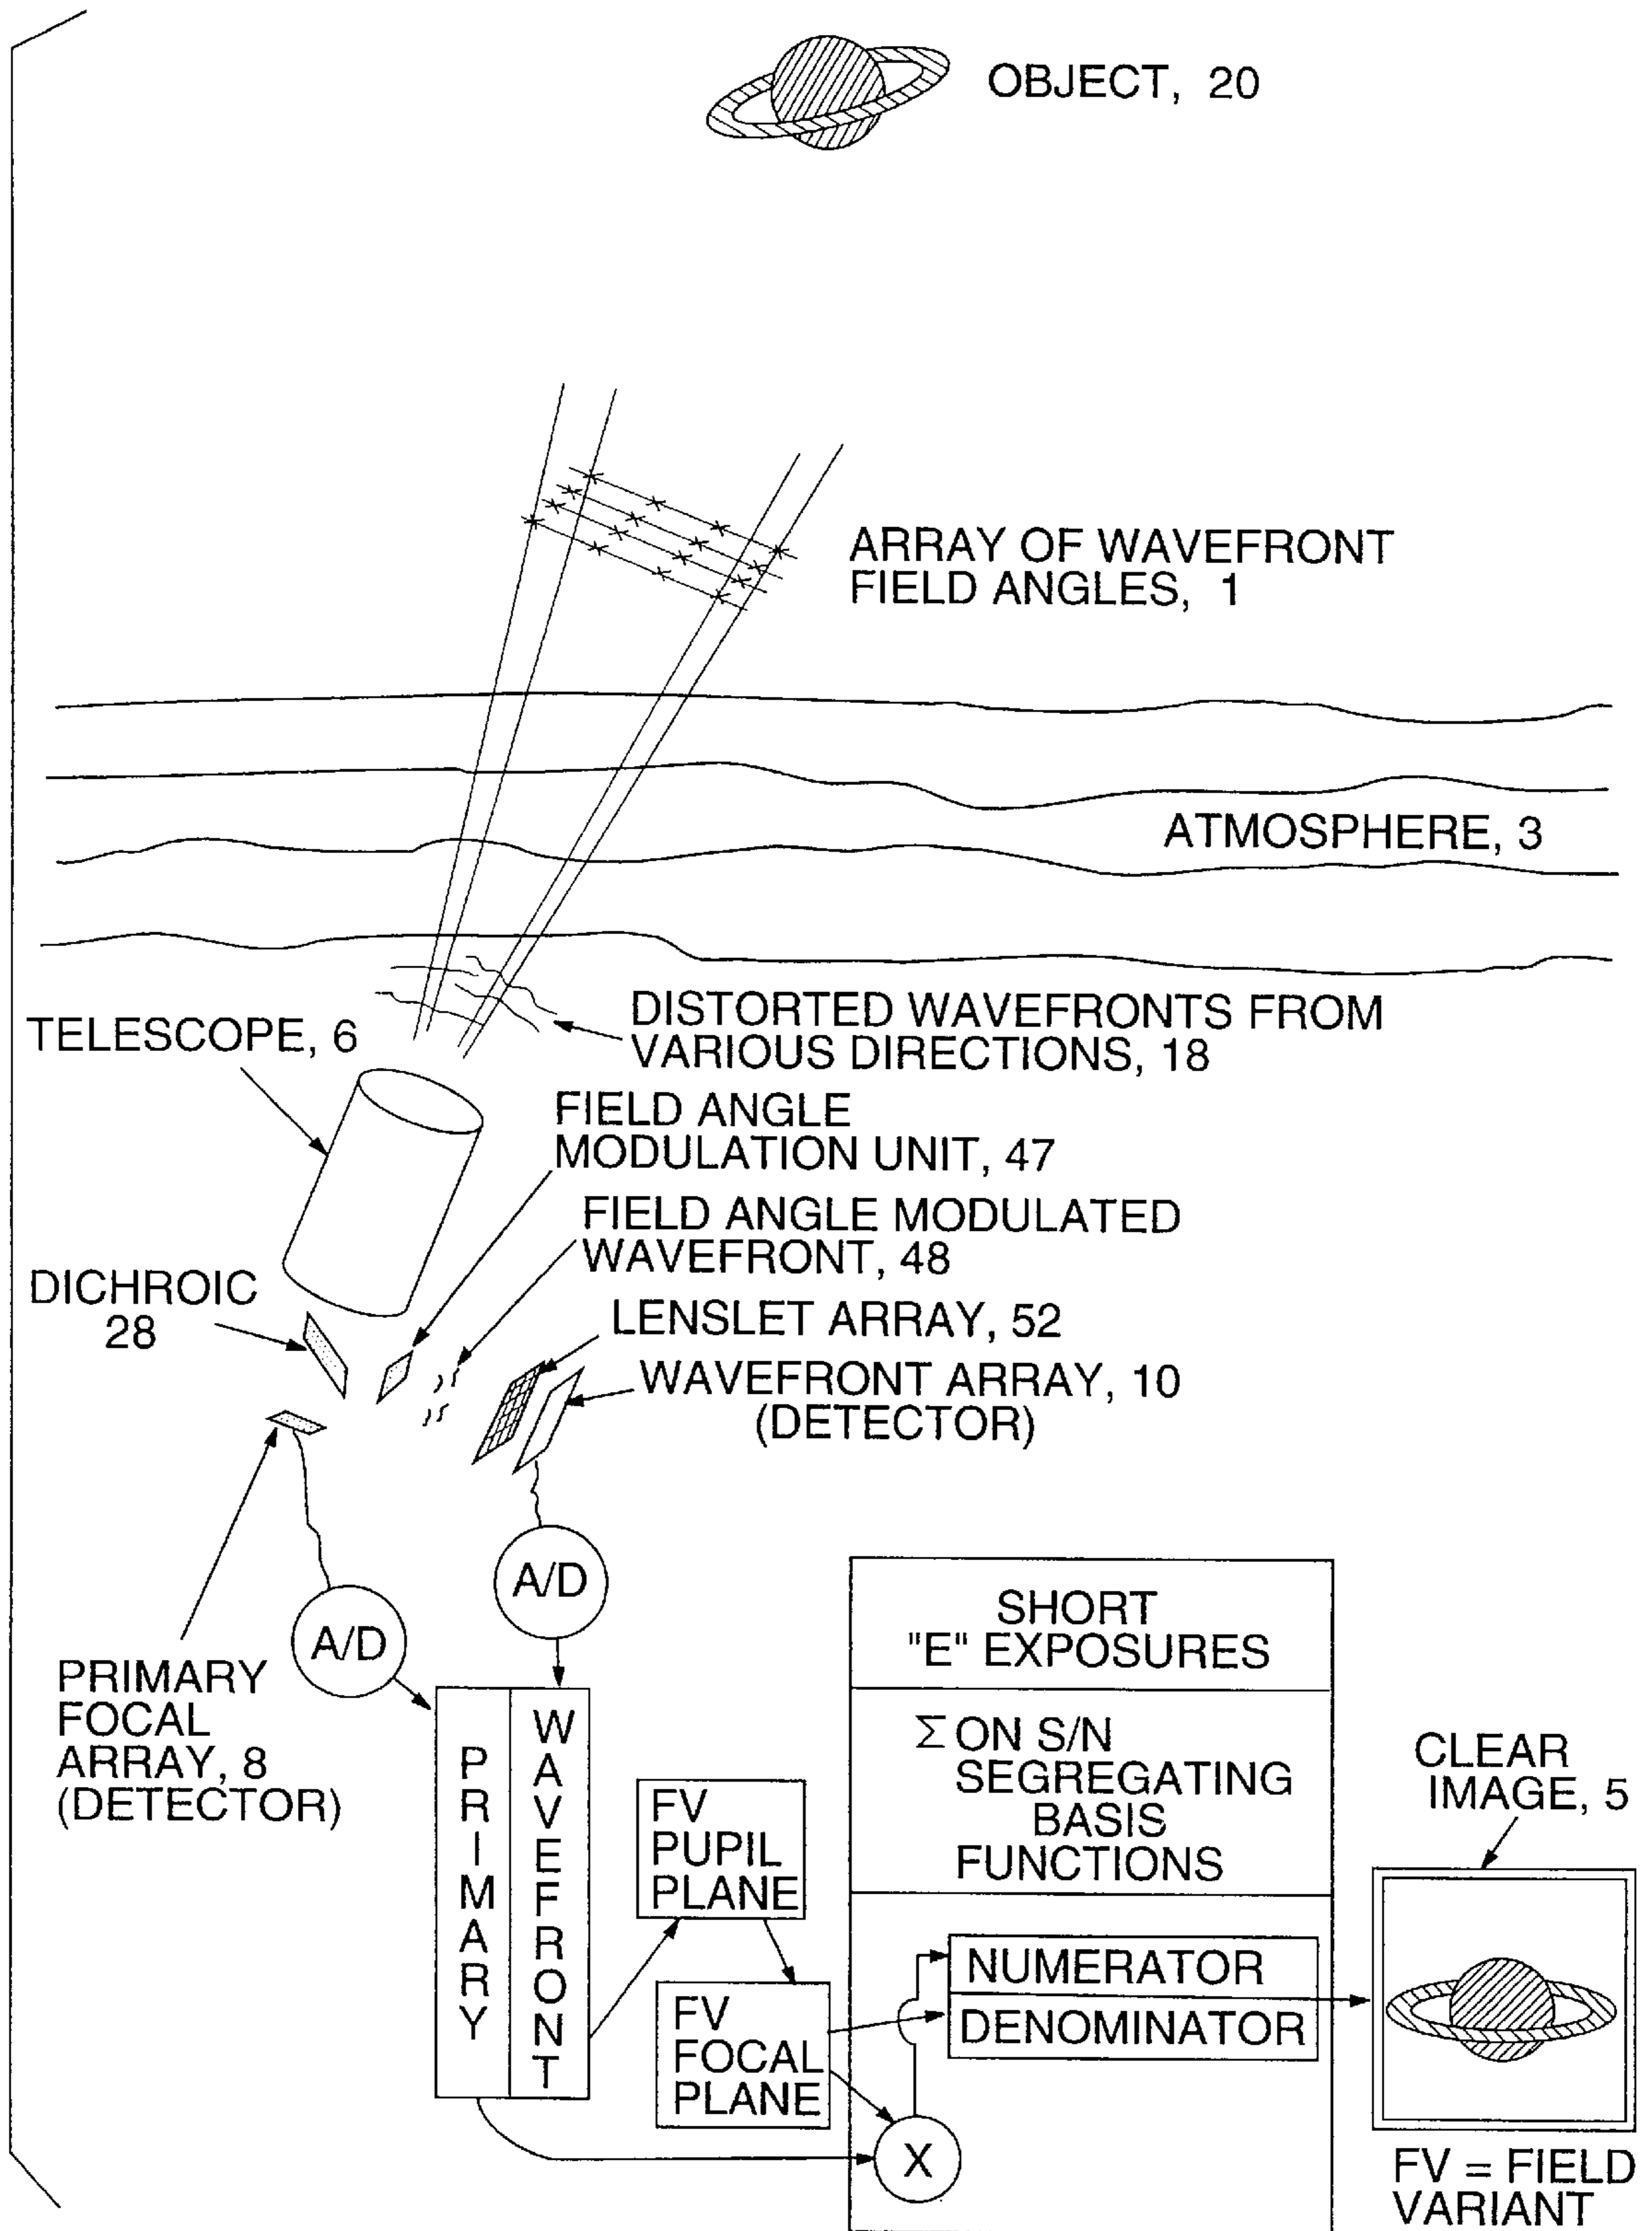 OBJECT, 20
ARRAY OF WAVEFRONT
FIELD ANGLES, 1
ATMOSPHERE, 3
DISTORTED WAVEFRONTS FROM
VARIOUS DIRECTIONS, 18
TELESCOPE, 6
FIELD ANGLE
MODULATION UNIT, 47
FIELD ANGLE MODULATED
WAVEFRONT, 48
DICHROIC
28
LENSLET ARRAY, 52
WAVEFRONT ARRAY, 10
(DETECTOR)
A/D
A/D
PRIMARY
FOCAL
ARRAY, 8
(DETECTOR)
PRIMARY
WAVEFRONT
FV
PUPIL
PLANE
FV
FOCAL
PLANE
SHORT
"E" EXPOSURES
Σ ON S/N
SEGREGATING
BASIS
FUNCTIONS
NUMERATOR
DENOMINATOR
X
CLEAR
IMAGE, 5
FV = FIELD
VARIANT